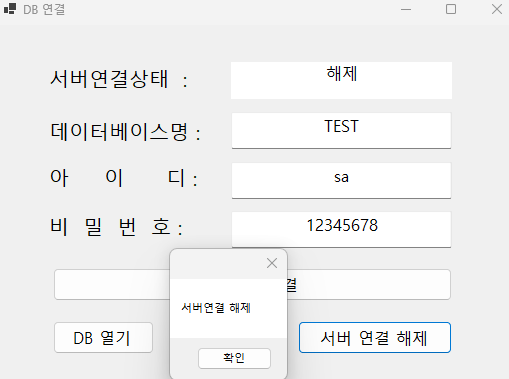 DB 연결
서버연결상태 : 해제
데이터베이스명 : TEST
아 이 디 : sa
비 밀 번 호 : 12345678
결
서버연결 해제
DB 열기
서버 연결 해제
확인